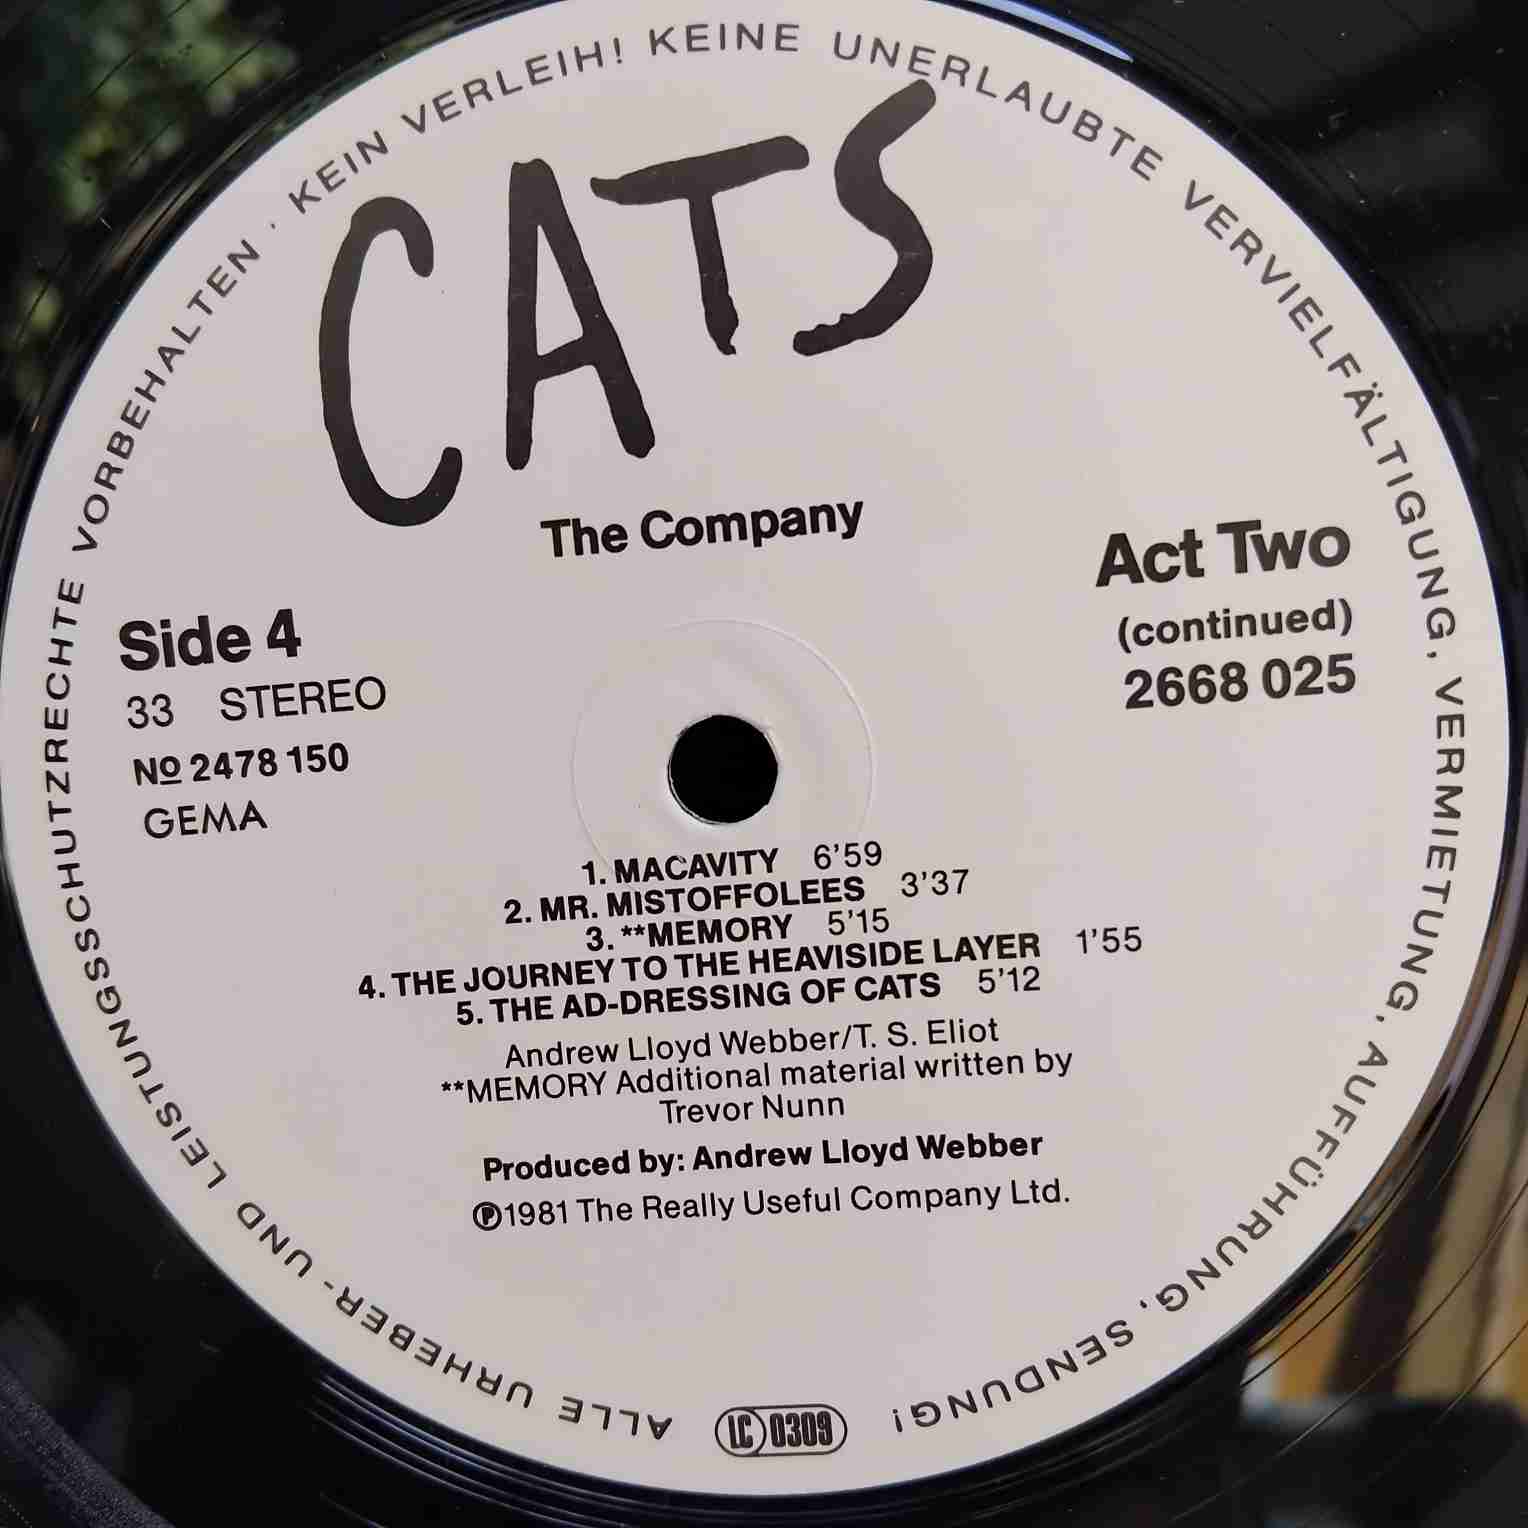 ALLE URHEBER- UND LEISTUNGSSCHUTZRECHTE VORBEHALTEN · KEIN VERLEIH! KEINE UNERLAUBTE VERVIELFÄLTIGUNG, VERMIETUNG, AUFFÜHRUNG, SENDUNG!
CATS
The Company
Act Two
(continued)
2668 025
Side 4
33 STEREO
Nº 2478 150
GEMA
1. MACAVITY 6'59
2. MR. MISTOFFOLEES 3'37
3. **MEMORY 5'15
4. THE JOURNEY TO THE HEAVISIDE LAYER 1'55
5. THE AD-DRESSING OF CATS 5'12
Andrew Lloyd Webber/T. S. Eliot
**MEMORY Additional material written by
Trevor Nunn
Produced by: Andrew Lloyd Webber
℗1981 The Really Useful Company Ltd.
LC 0309